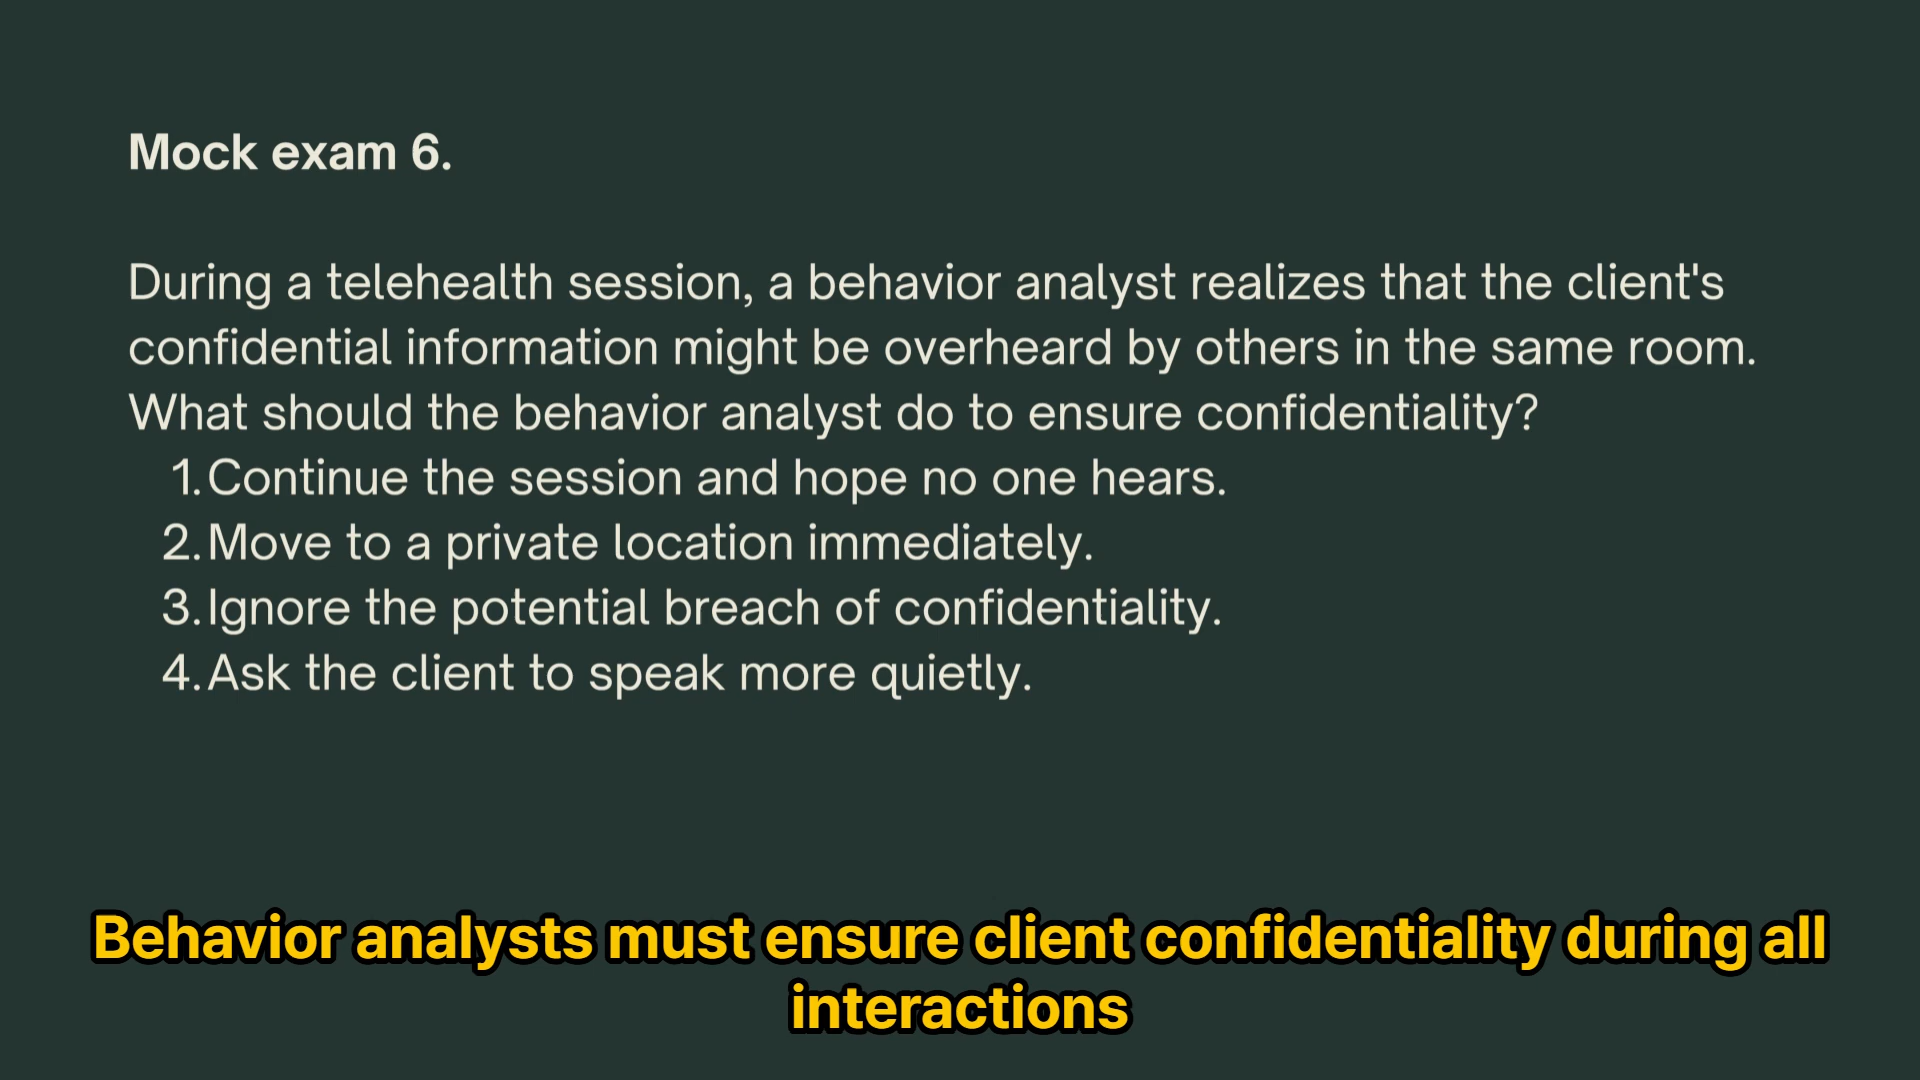 Mock exam 6.
During a telehealth session, a behavior analyst realizes that the client's
confidential information might be overheard by others in the same room.
What should the behavior analyst do to ensure confidentiality?
1. Continue the session and hope no one hears.
2. Move to a private location immediately.
3. Ignore the potential breach of confidentiality.
4. Ask the client to speak more quietly.
Behavior analysts must ensure client confidentiality during all
interactions